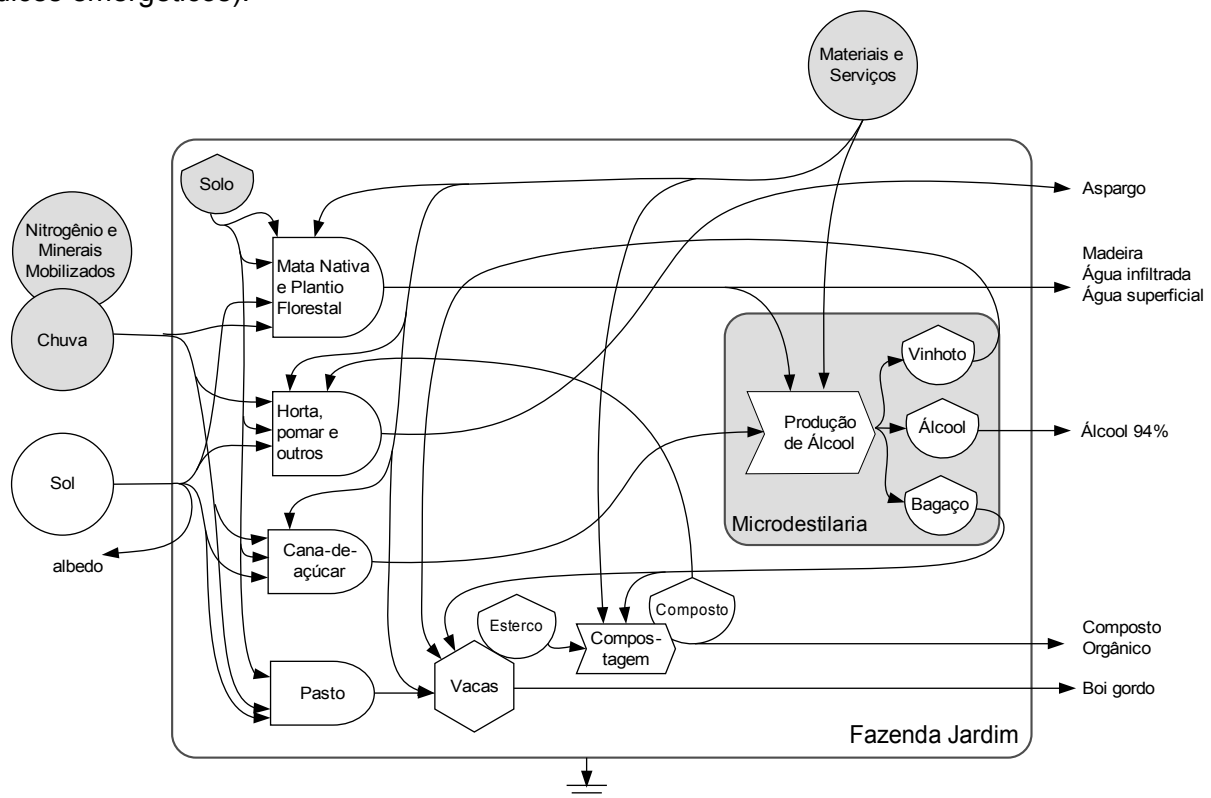 dices emergéticos).
Materiais e
Serviços
Solo
Aspargo
Nitrogênio e
Minerais
Mobilizados
Mata Nativa
e Plantio
Florestal
Madeira
Água infiltrada
Água superficial
Chuva
Vinhoto
Horta,
pomar e
outros
Produção
de Álcool
Álcool
Álcool 94%
Sol
Bagaço
Microdestilaria
albedo
Cana-de-
açúcar
Esterco
Composto
Compos-
tagem
Composto
Orgânico
Pasto
Vacas
Boi gordo
Fazenda Jardim